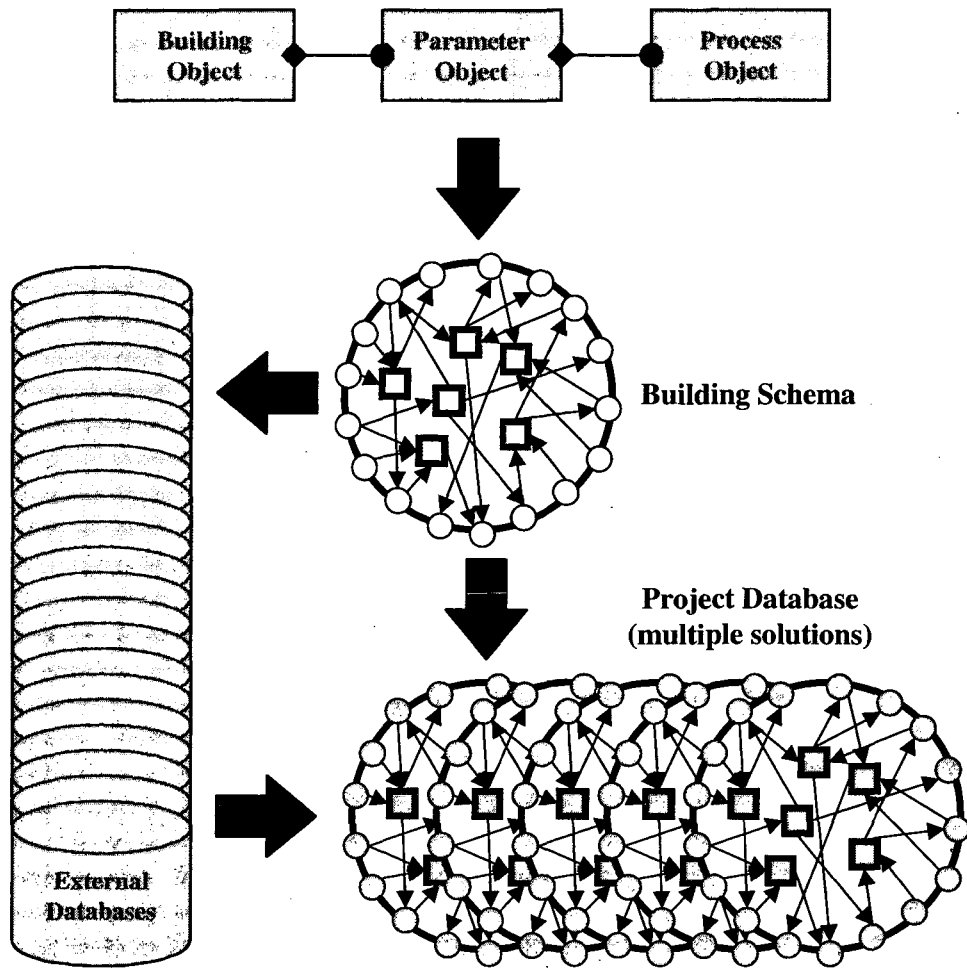 Building
Object
Parameter
Object
Process
Object
Building Schema
Project Database
(multiple solutions)
External
Databases